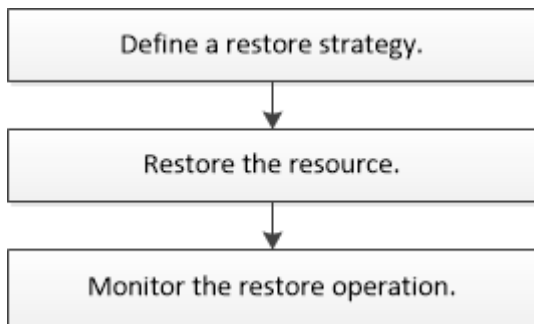 Define a restore strategy.
Restore the resource.
Monitor the restore operation.